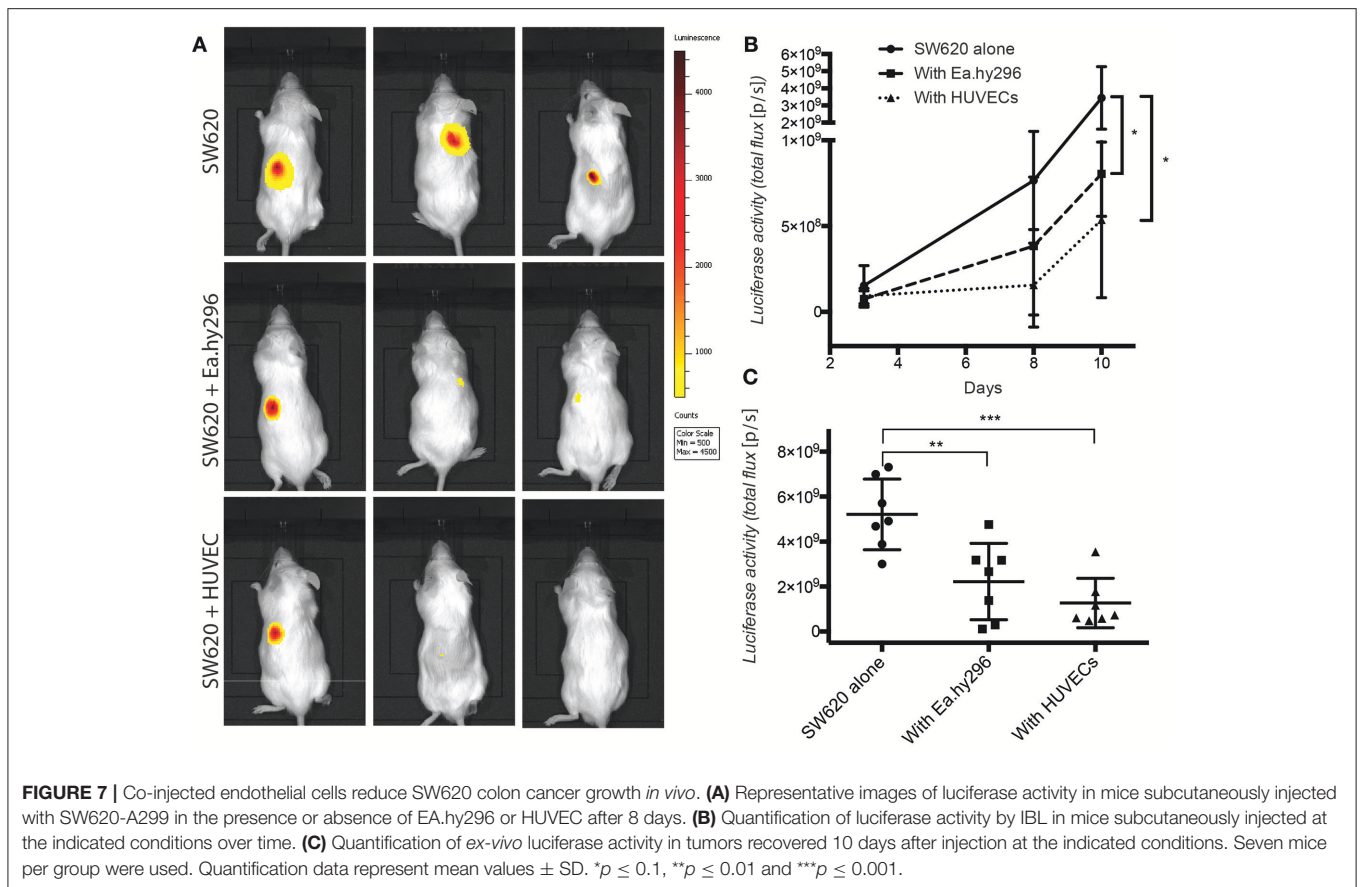 A
SW620
SW620 + Ea.hy296
SW620 + HUVEC
Luminescence
4000
3000
2000
1000
Counts
Color Scale
Min = 500
Max = 4500
B
Luciferase activity (total flux [p/s])
6×10⁹
5×10⁹
4×10⁹
3×10⁹
2×10⁹
1×10⁹
5×10⁸
0
SW620 alone
With Ea.hy296
With HUVECs
*
*
2 4 6 8 10
Days
C
Luciferase activity (total flux [p/s]
8×10⁹
6×10⁹
4×10⁹
2×10⁹
0
***
**
SW620 alone
With Ea.hy296
With HUVECs
FIGURE 7 | Co-injected endothelial cells reduce SW620 colon cancer growth in vivo. (A) Representative images of luciferase activity in mice subcutaneously injected
with SW620-A299 in the presence or absence of EA.hy296 or HUVEC after 8 days. (B) Quantification of luciferase activity by IBL in mice subcutaneously injected at
the indicated conditions over time. (C) Quantification of ex-vivo luciferase activity in tumors recovered 10 days after injection at the indicated conditions. Seven mice
per group were used. Quantification data represent mean values ± SD. *p ≤ 0.1, **p ≤ 0.01 and ***p ≤ 0.001.